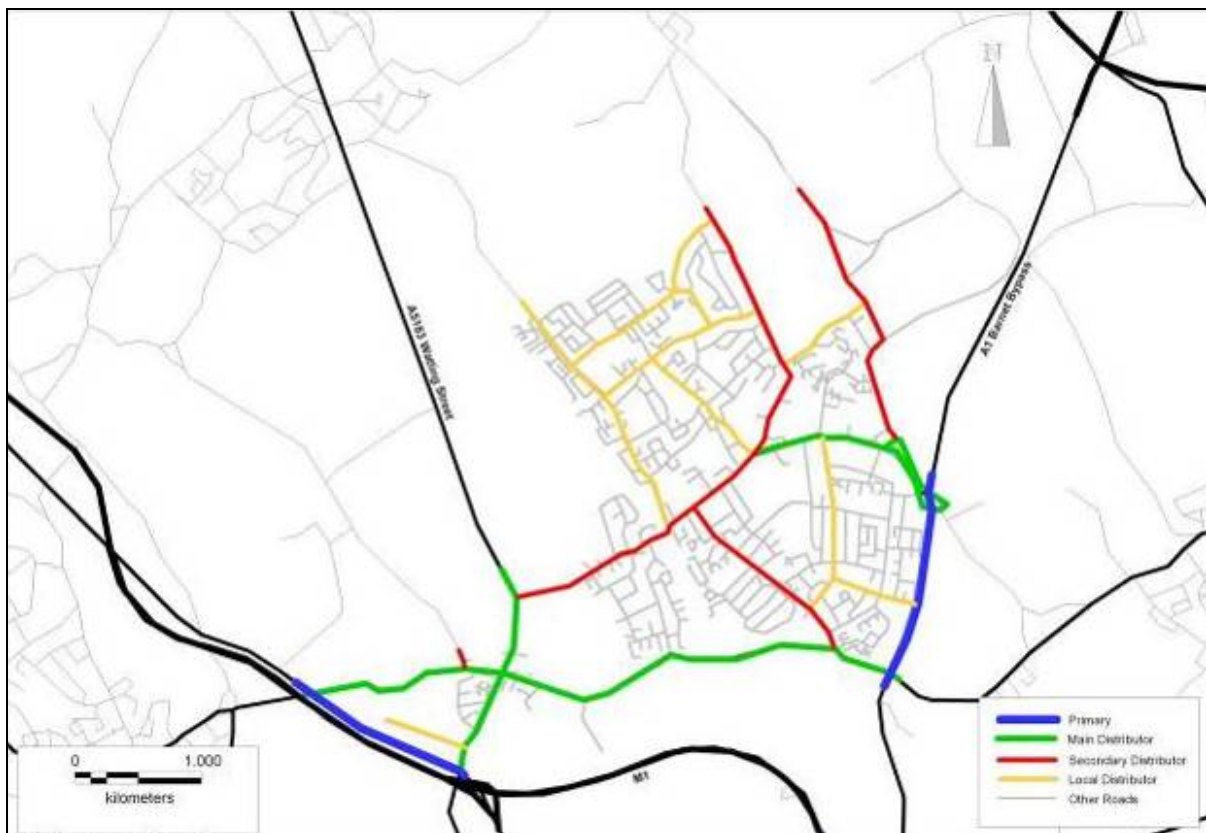 N
A5183 Watling Street
A1 Barnet Bypass
M1
0 1.000
kilometers
Primary
Main Distributor
Secondary Distributor
Local Distributor
Other Roads